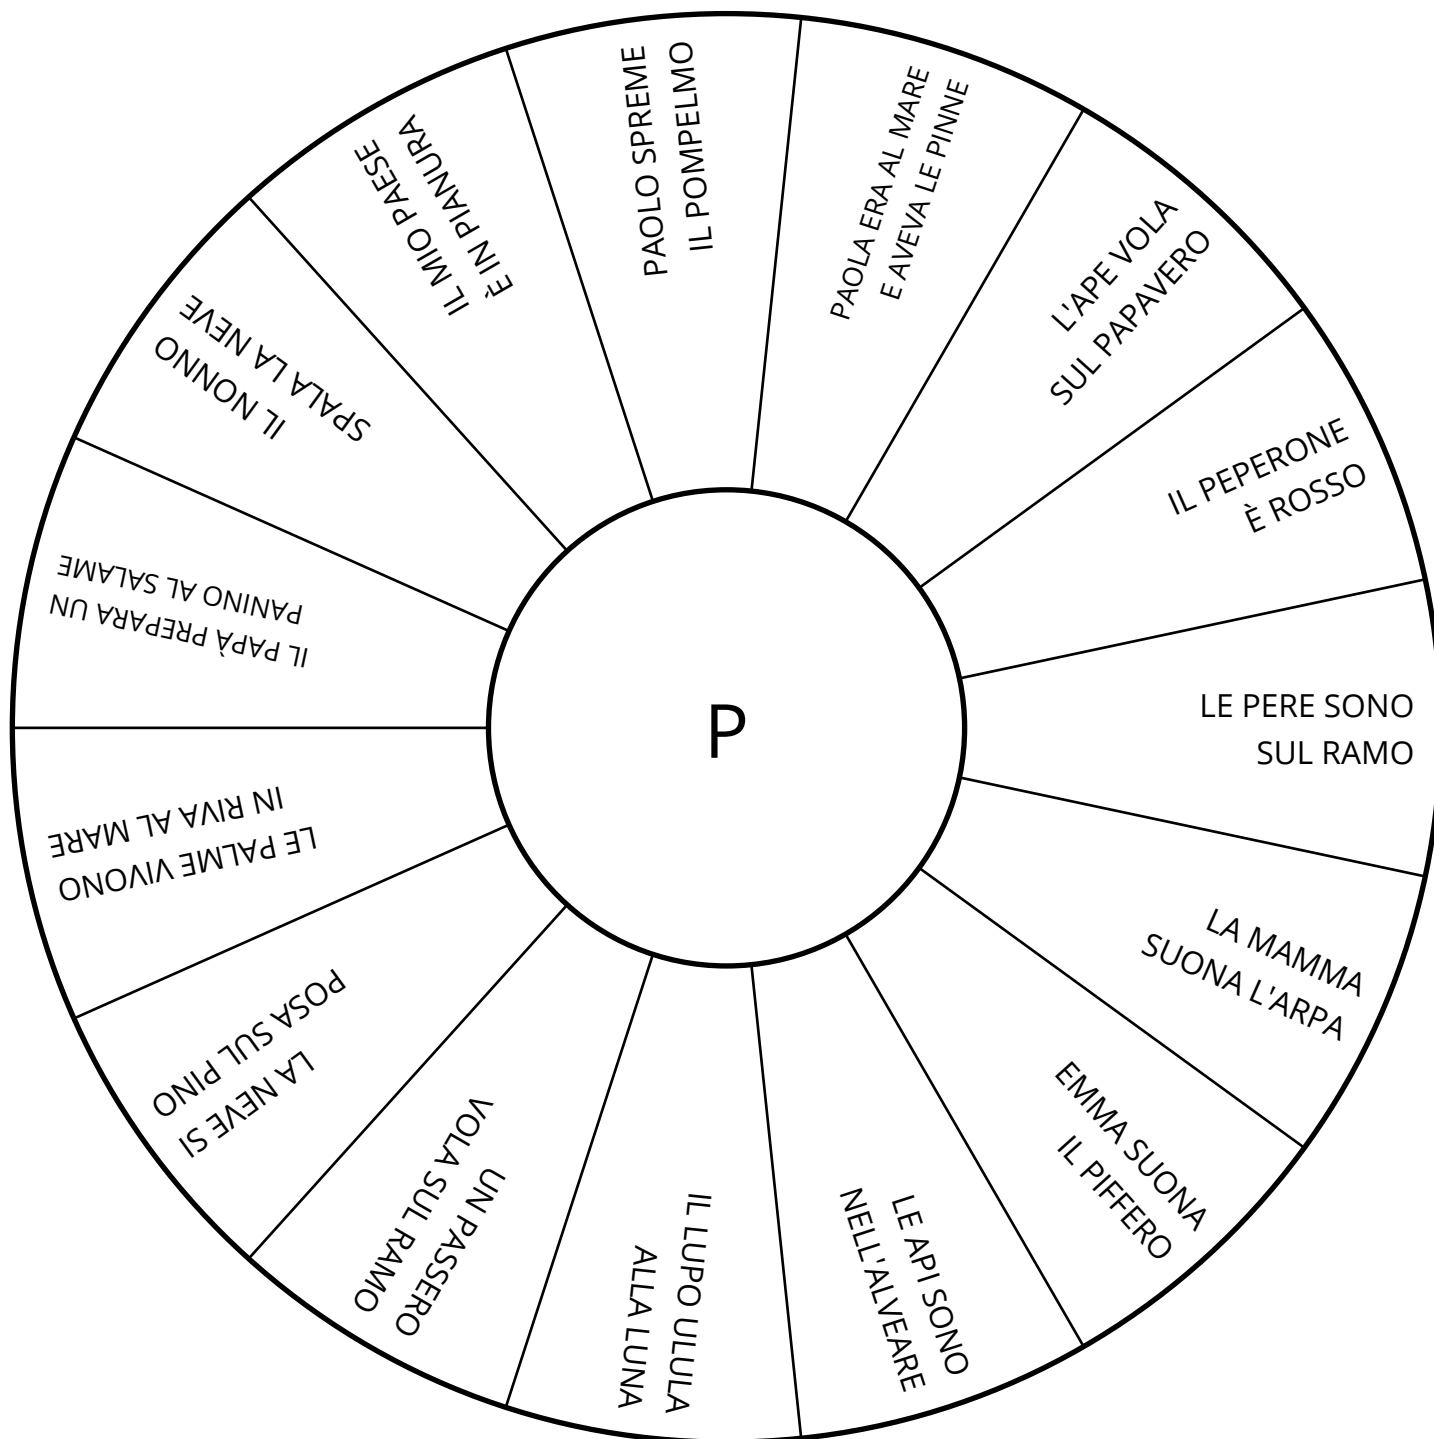 PAOLO SPREME
IL POMPELMO
PAOLA ERA AL MARE
E AVEVA LE PINNE
L'APE VOLA
SUL PAPAVERO
IL PEPERONE
È ROSSO
LE PERE SONO
SUL RAMO
LA MAMMA
SUONA L'ARPA
EMMA SUONA
IL PIFFERO
LE API SONO
NELL'ALVEARE
IL LUPO ULULA
ALLA LUNA
UN PASSERO
VOLA SUL RAMO
LA NEVE SI
POSA SUL PINO
LE PALME VIVONO
IN RIVA AL MARE
IL PAPÀ PREPARA UN
PANINO AL SALAME
IL NONNO
SPALA LA NEVE
IL MIO PAESE
È IN PIANURA
P